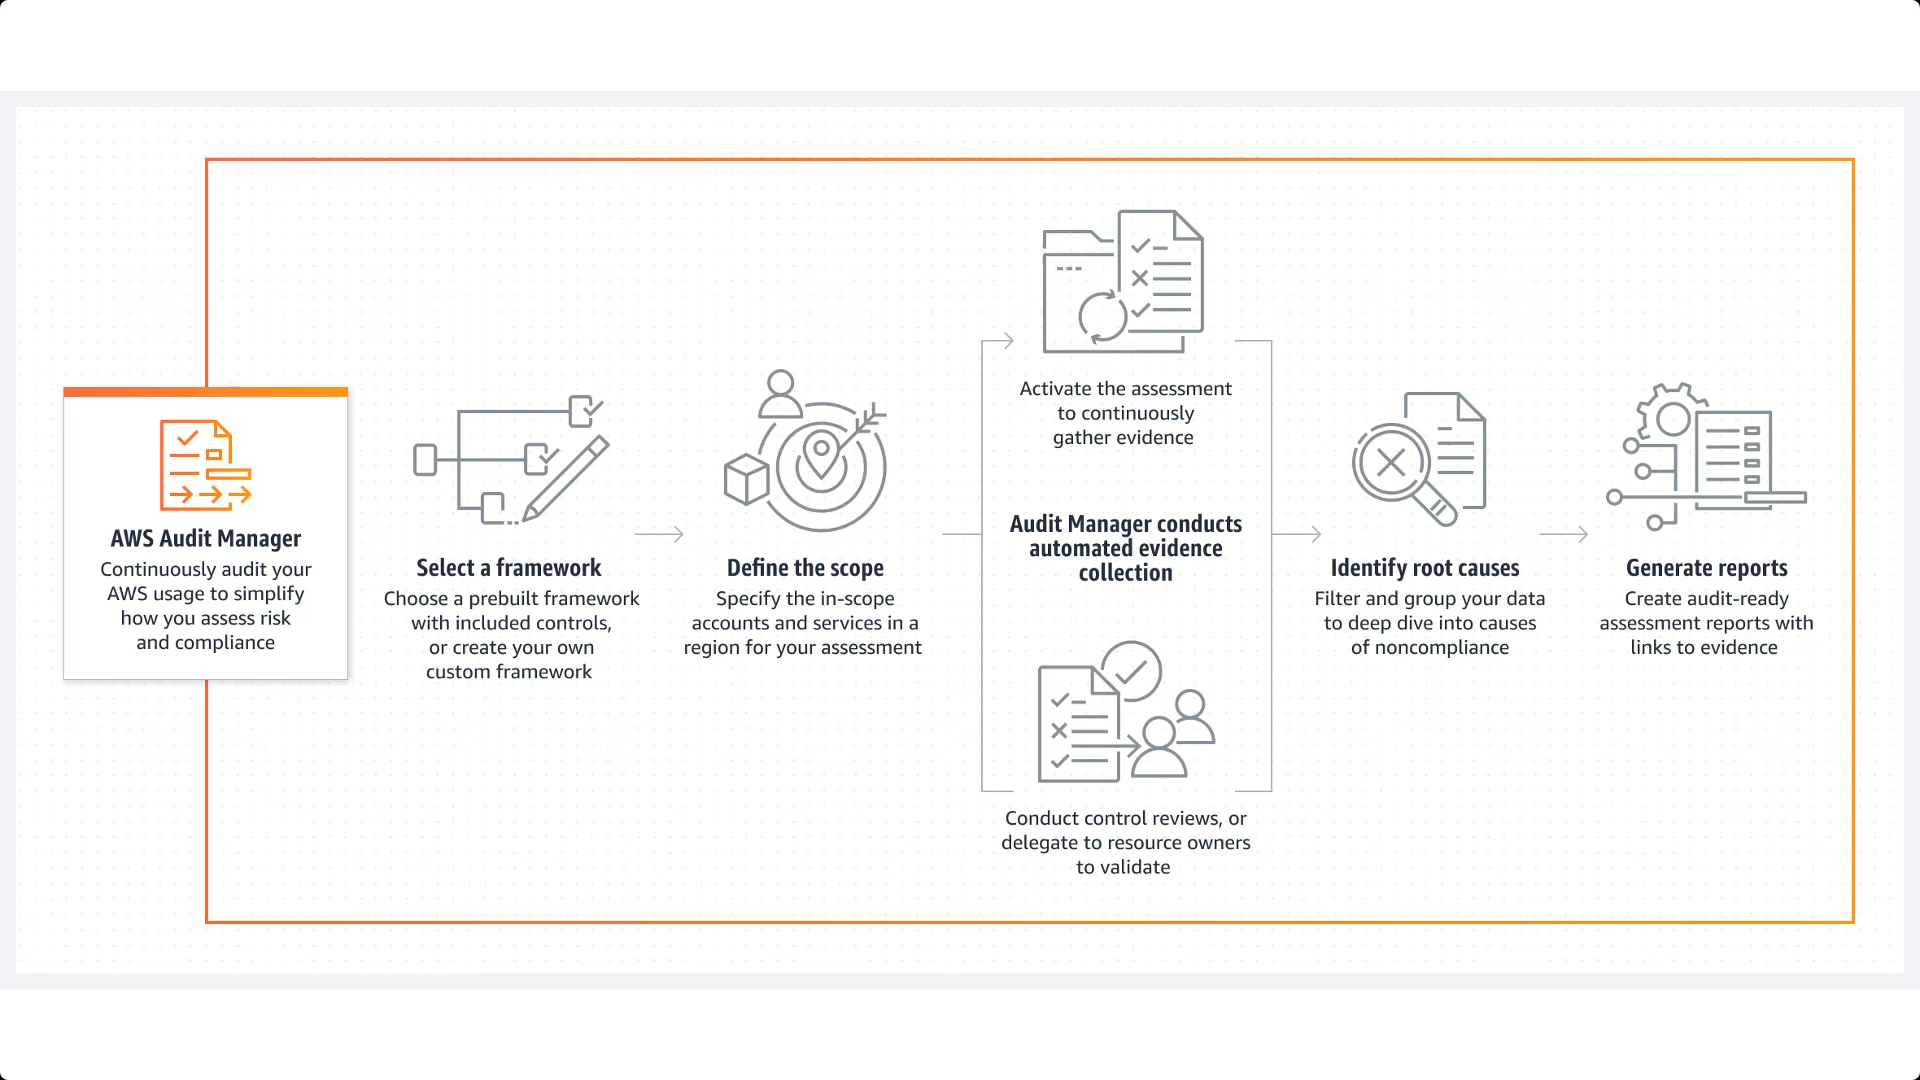 AWS Audit Manager
Continuously audit your
AWS usage to simplify
how you assess risk
and compliance
Select a framework
Choose a prebuilt framework
with included controls,
or create your own
custom framework
Define the scope
Specify the in-scope
accounts and services in a
region for your assessment
Activate the assessment
to continuously
gather evidence
Audit Manager conducts
automated evidence
collection
Conduct control reviews, or
delegate to resource owners
to validate
Identify root causes
Filter and group your data
to deep dive into causes
of noncompliance
Generate reports
Create audit-ready
assessment reports with
links to evidence